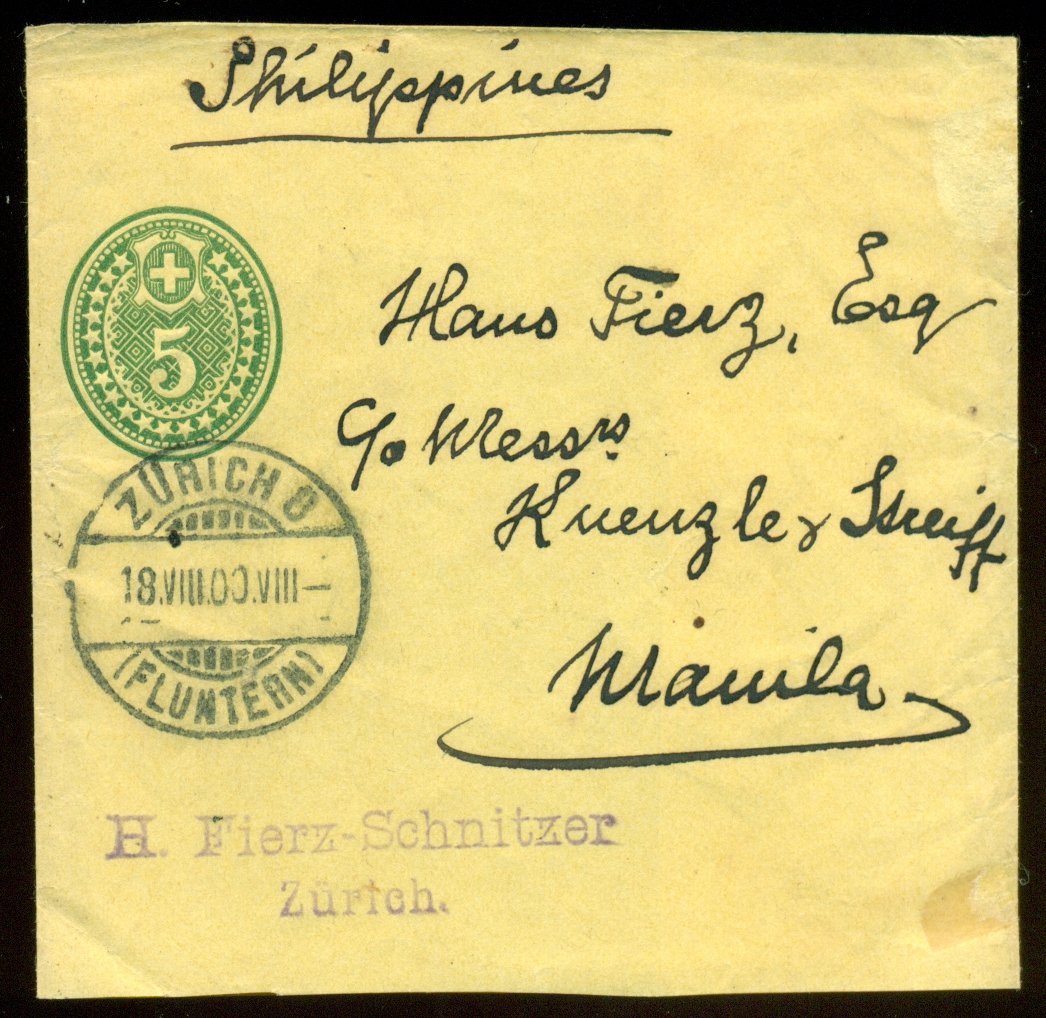 Philippines
5
Hans Fierz, Esq
c/o Messrs.
Kuenzle & Streiff
Manila
ZÜRICH 8
18.VIII.00.VIII-
(FLUNTERN)
H. Fierz-Schnitzer
Zürich.